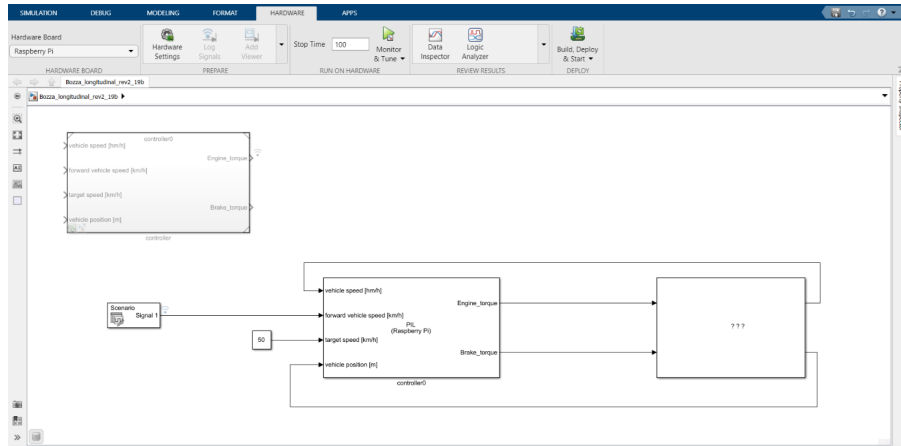 SIMULATION DEBUG MODELING FORMAT HARDWARE APPS
Hardware Board
Raspberry Pi
Hardware
Settings
Log
Signals
Add
Viewer
Stop Time 100
Monitor
& Tune
Data
Inspector
Logic
Analyzer
Build, Deploy
& Start
HARDWARE BOARD PREPARE RUN ON HARDWARE REVIEW RESULTS DEPLOY
Bozza_longitudinal_rev2_19b
Bozza_longitudinal_rev2_19b
controller0
vehicle speed [hm/h]
Engine_torque
forward vehicle speed [km/h]
target speed [km/h]
Brake_torque
vehicle position [m]
controller
Scenario
Signal 1
50
vehicle speed [hm/h]
Engine_torque
forward vehicle speed [km/h]
PIL
(Raspberry Pi)
target speed [km/h]
Brake_torque
vehicle position [m]
controller0
? ? ?